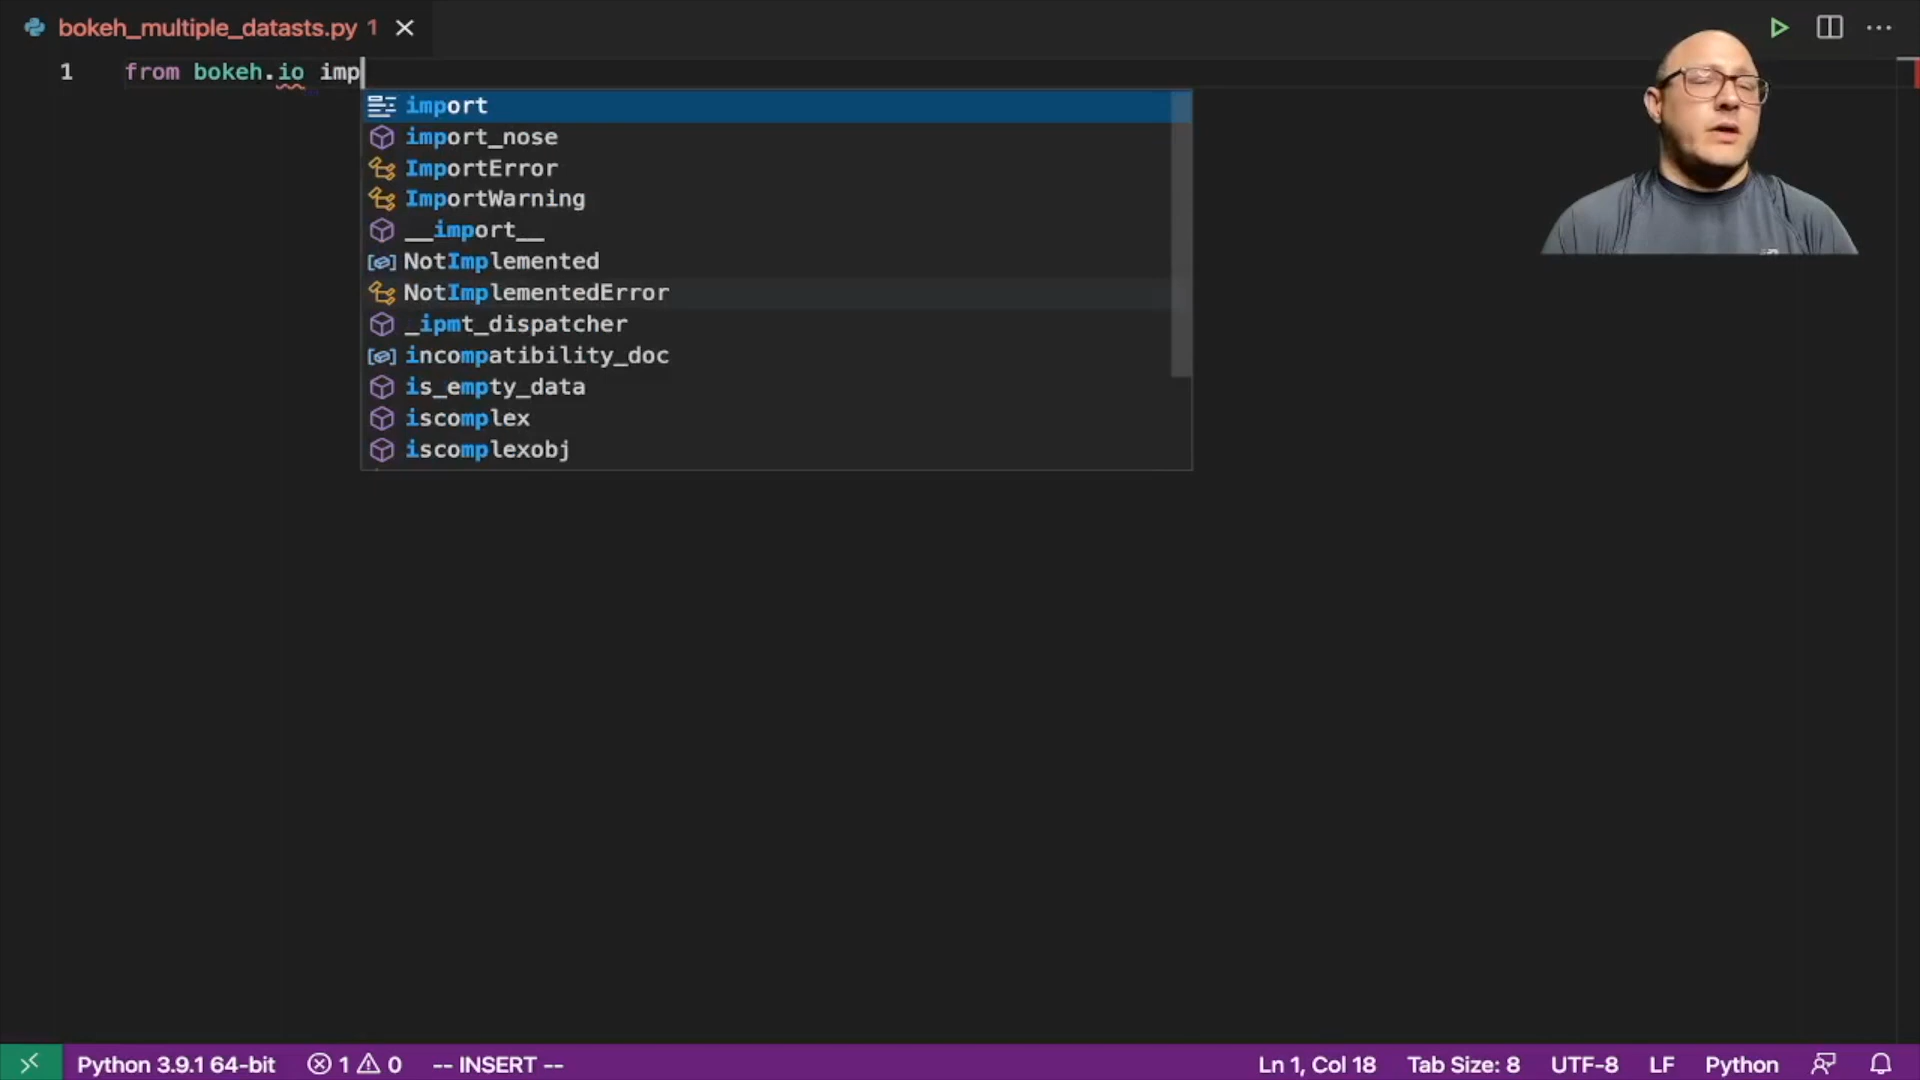 bokeh_multiple_datasts.py 1
1 from bokeh.io imp
import
import_nose
ImportError
ImportWarning
__import__
NotImplemented
NotImplementedError
_ipmt_dispatcher
incompatibility_doc
is_empty_data
iscomplex
iscomplexobj
Python 3.9.1 64-bit 1 0 -- INSERT -- Ln 1, Col 18 Tab Size: 8 UTF-8 LF Python